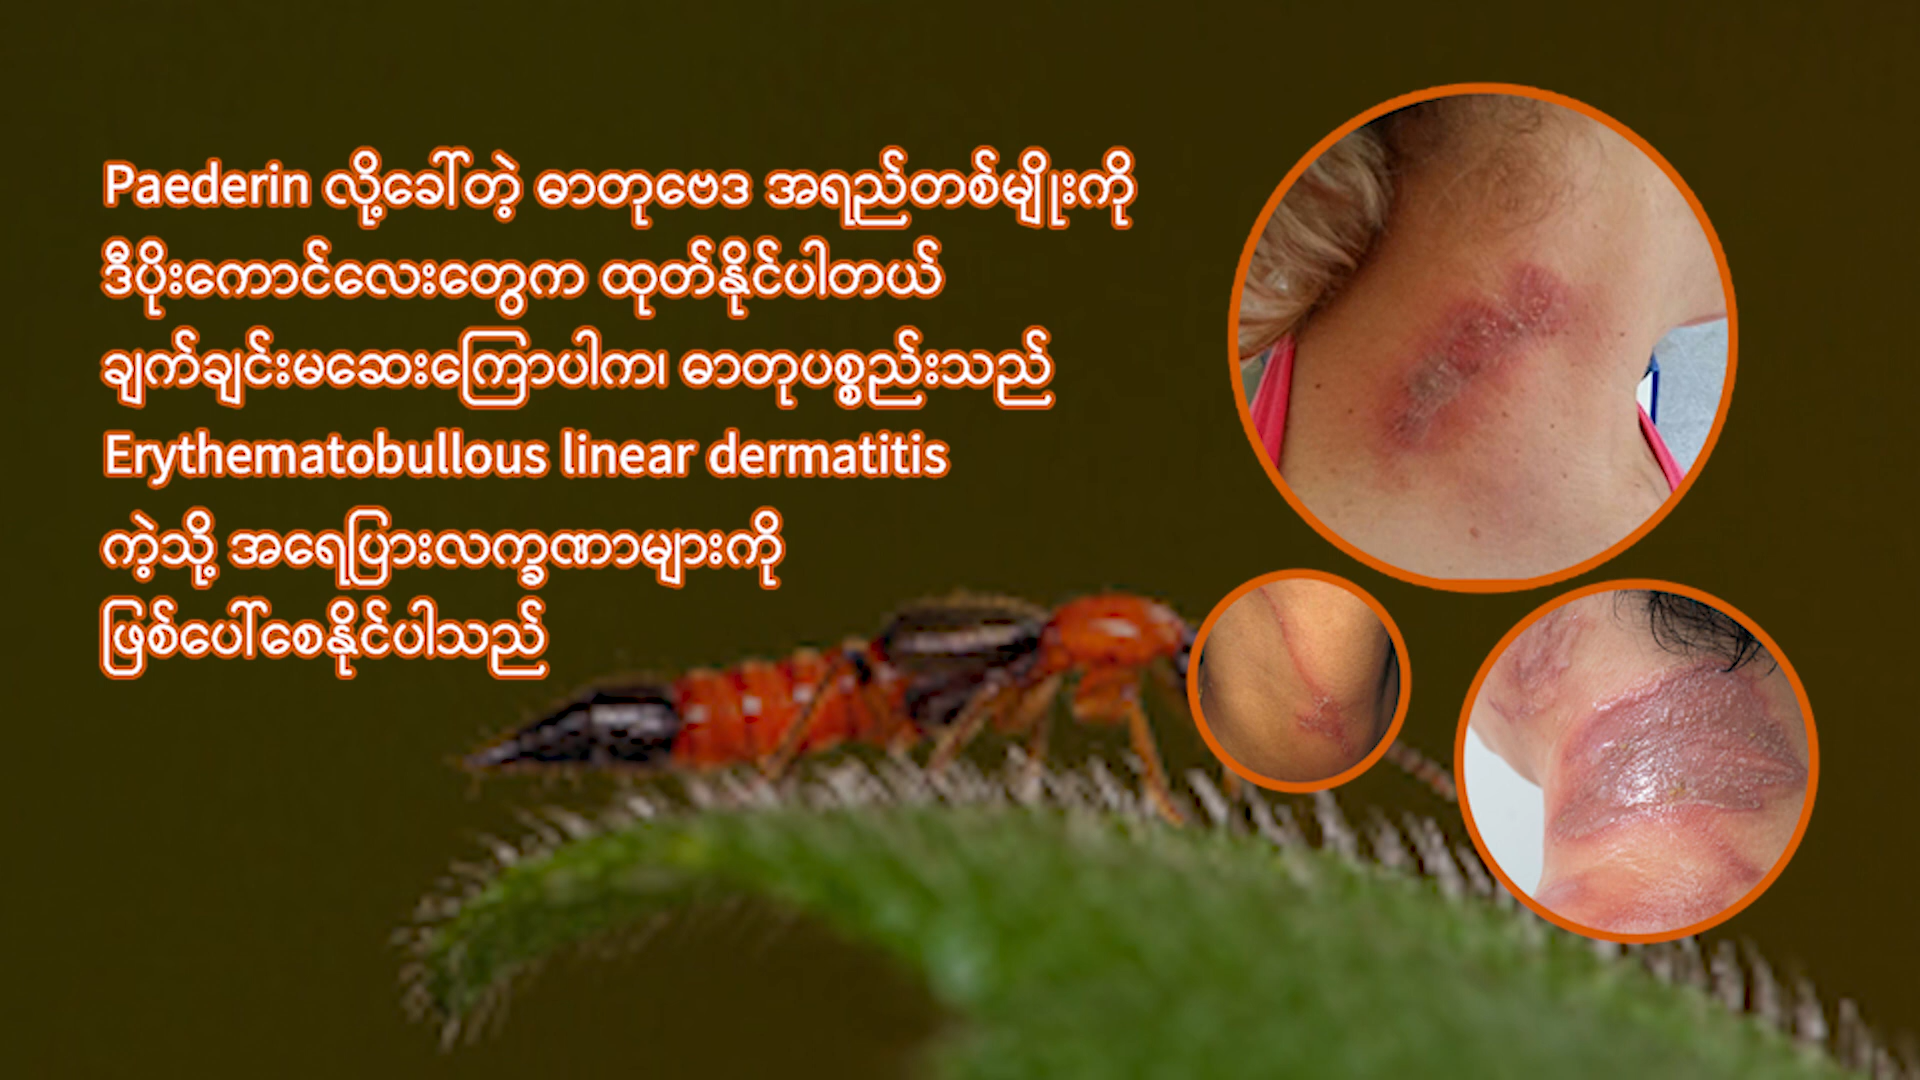 Paederin လို့ခေါ်တဲ့ ဓာတုဗေဒ အရည်တစ်မျိုးကို
ဒီပိုးကောင်လေးတွေက ထုတ်နိုင်ပါတယ်
ချက်ချင်းမဆေးကြောပါက၊ ဓာတုပစ္စည်းသည်
Erythematobullous linear dermatitis
ကဲ့သို့ အရေပြားလက္ခဏာများကို
ဖြစ်ပေါ်စေနိုင်ပါသည်